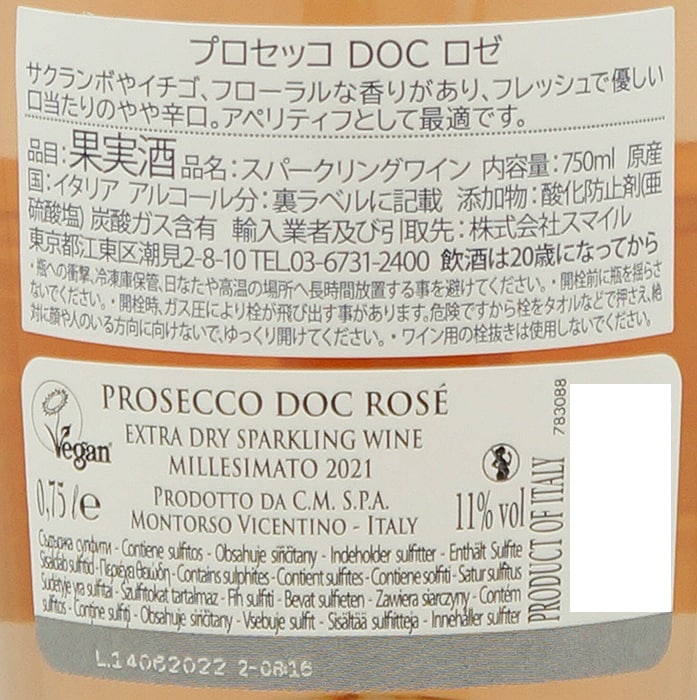 プロセッコ DOC ロゼ
サクランボやイチゴ、フローラルな香りがあり、フレッシュで優しい
口当たりのやや辛口。アペリティフとして最適です。
品目:果実酒 品名:スパークリングワイン 内容量:750ml 原産
国:イタリア アルコール分:裏ラベルに記載 添加物:酸化防止剤(亜
硫酸塩) 炭酸ガス含有 輸入業者及び引取先:株式会社スマイル
東京都江東区潮見2-8-10 TEL.03-6731-2400 飲酒は20歳になってから
・瓶への衝撃、冷凍庫保管、日なたや高温の場所へ長時間放置する事を避けてください。・開栓前に瓶を揺らさ
ないでください。・開栓時、ガス圧により栓が飛び出す事があります。危険ですから栓をタオルなどで押さえ、絶
対に顔や人のいる方向に向けないで、ゆっくり開けてください。・ワイン用の栓抜きは使用しないでください。
Vegan
PROSECCO DOC ROSÉ
EXTRA DRY SPARKLING WINE
MILLESIMATO 2021
0,75 ℓ e
PRODOTTO DA C.M. S.P.A.
MONTORSO VICENTINO - ITALY
11% vol
PRODUCT OF ITALY
783088
сулфити - Contiene sulfitos - Obsahuje siřičitany - Indeholder sulfitter - Enthält Sulfite
Sisaldab sulfitid - Περιέχει θειωδη - Contains sulphites - Contient sulfites - Contiene solfiti - Satur sulfitus
Sudėtyje yra sulfitai - Szulfitokat tartalmaz - Fih sulfiti - Bevat sulfieten - Zawiera siarczyny - Contém
sulfitos - Conține sulfiți - Obsahuje siričitany - Vsebuje sulfit - Sisältää sulfiitteja - Innehåller sulfiter
L.14062022 2-08:16